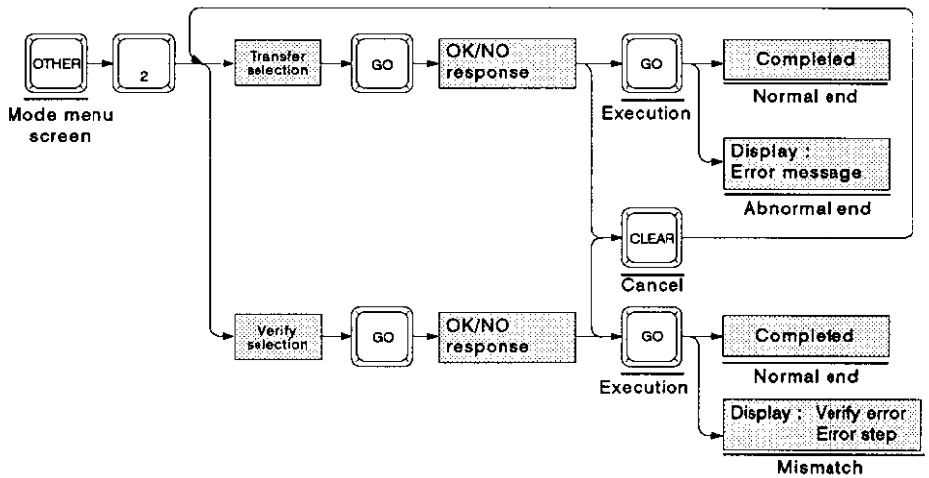 OTHER
2
Mode menu
screen
Transfer
selection
GO
OK/NO
response
GO
Execution
Completed
Normal end
Display :
Error message
Abnormal end
CLEAR
Cancel
Verify
selection
GO
OK/NO
response
GO
Execution
Completed
Normal end
Display : Verify error
Error step
Mismatch